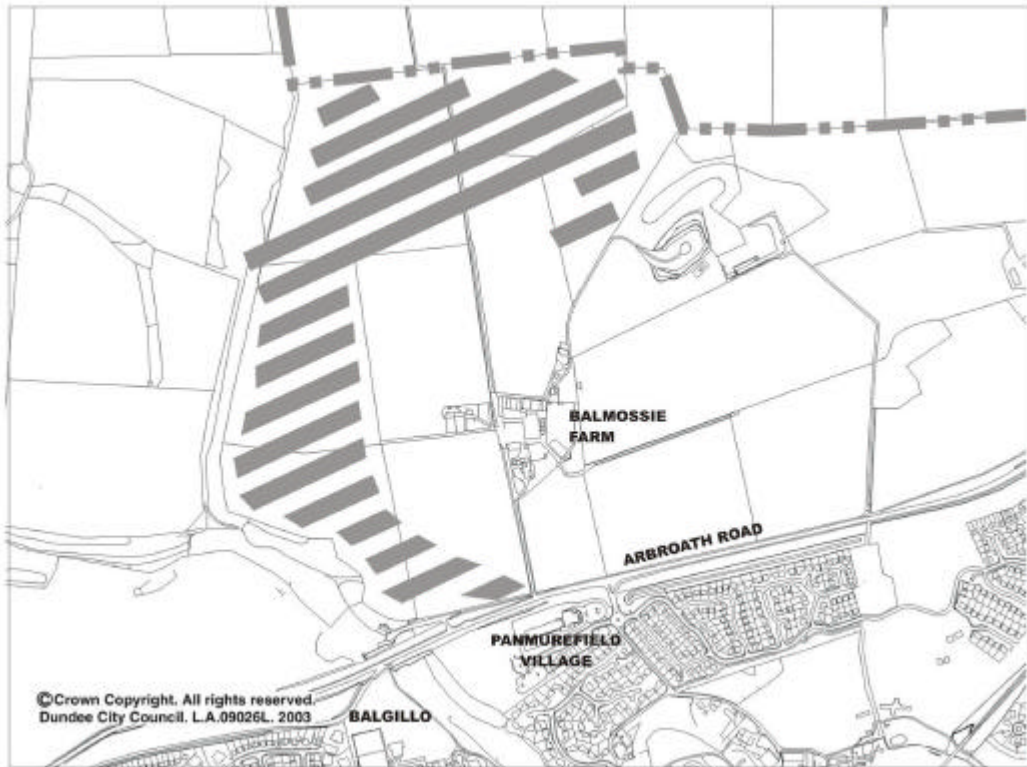 BALMOSSIE
FARM
ARBROATH ROAD
PANMUREFIELD
VILLAGE
©Crown Copyright. All rights reserved.
Dundee City Council. L.A.09026L. 2003
BALGILLO